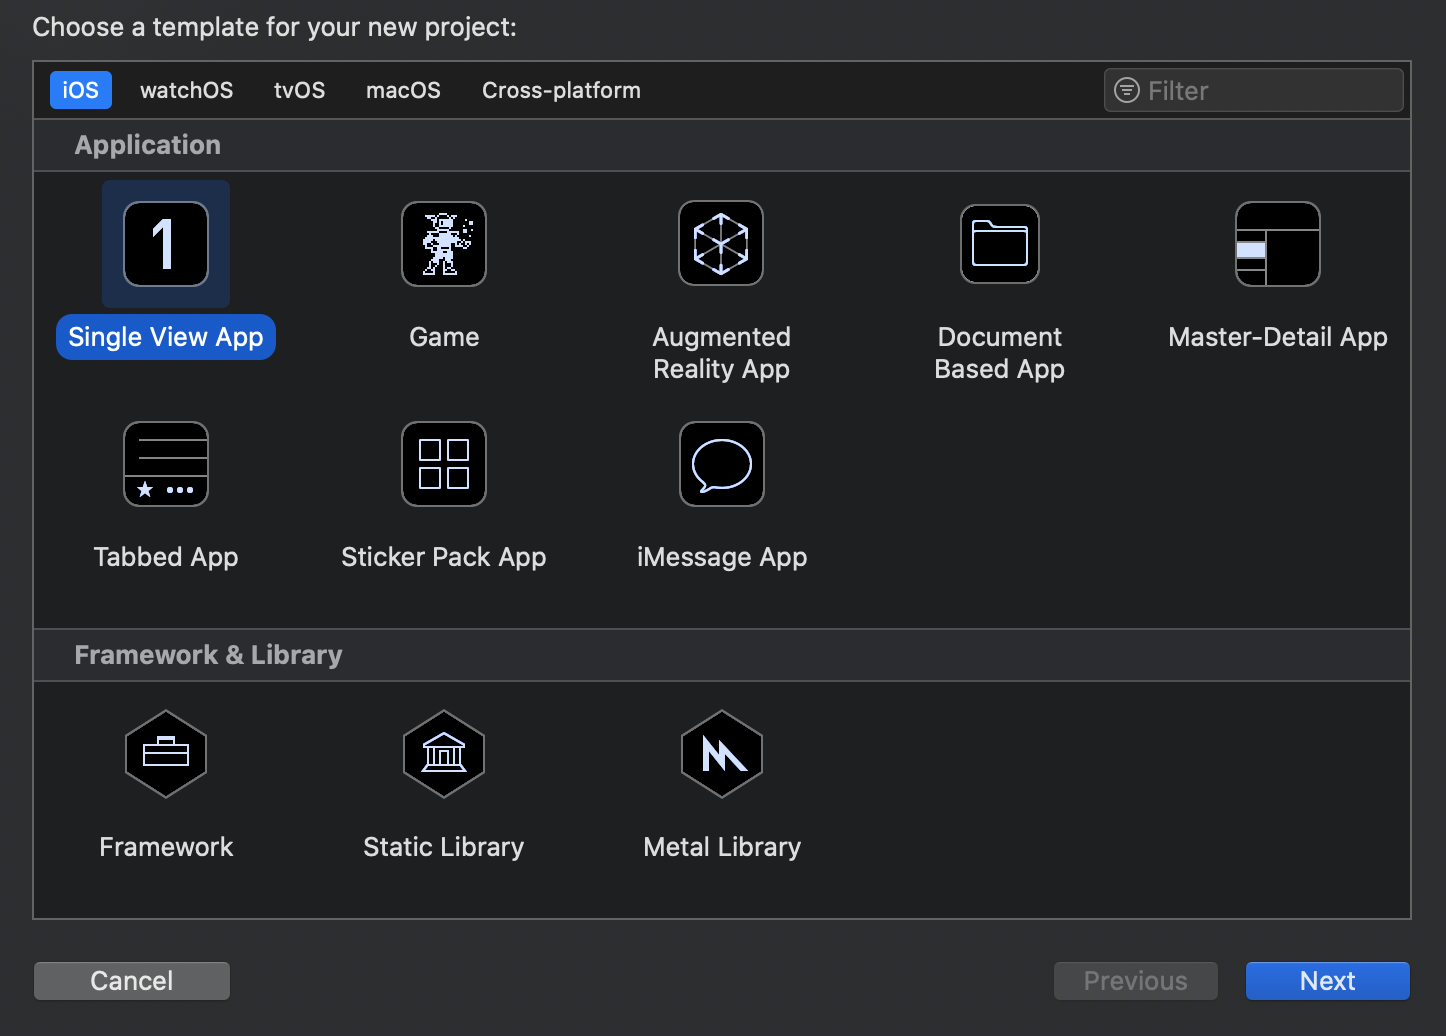 Choose a template for your new project:
iOS watchOS tvOS macOS Cross-platform Filter
Application
1
Single View App Game Augmented Reality App Document Based App Master-Detail App
Tabbed App Sticker Pack App iMessage App
Framework & Library
Framework Static Library Metal Library
Cancel Previous Next